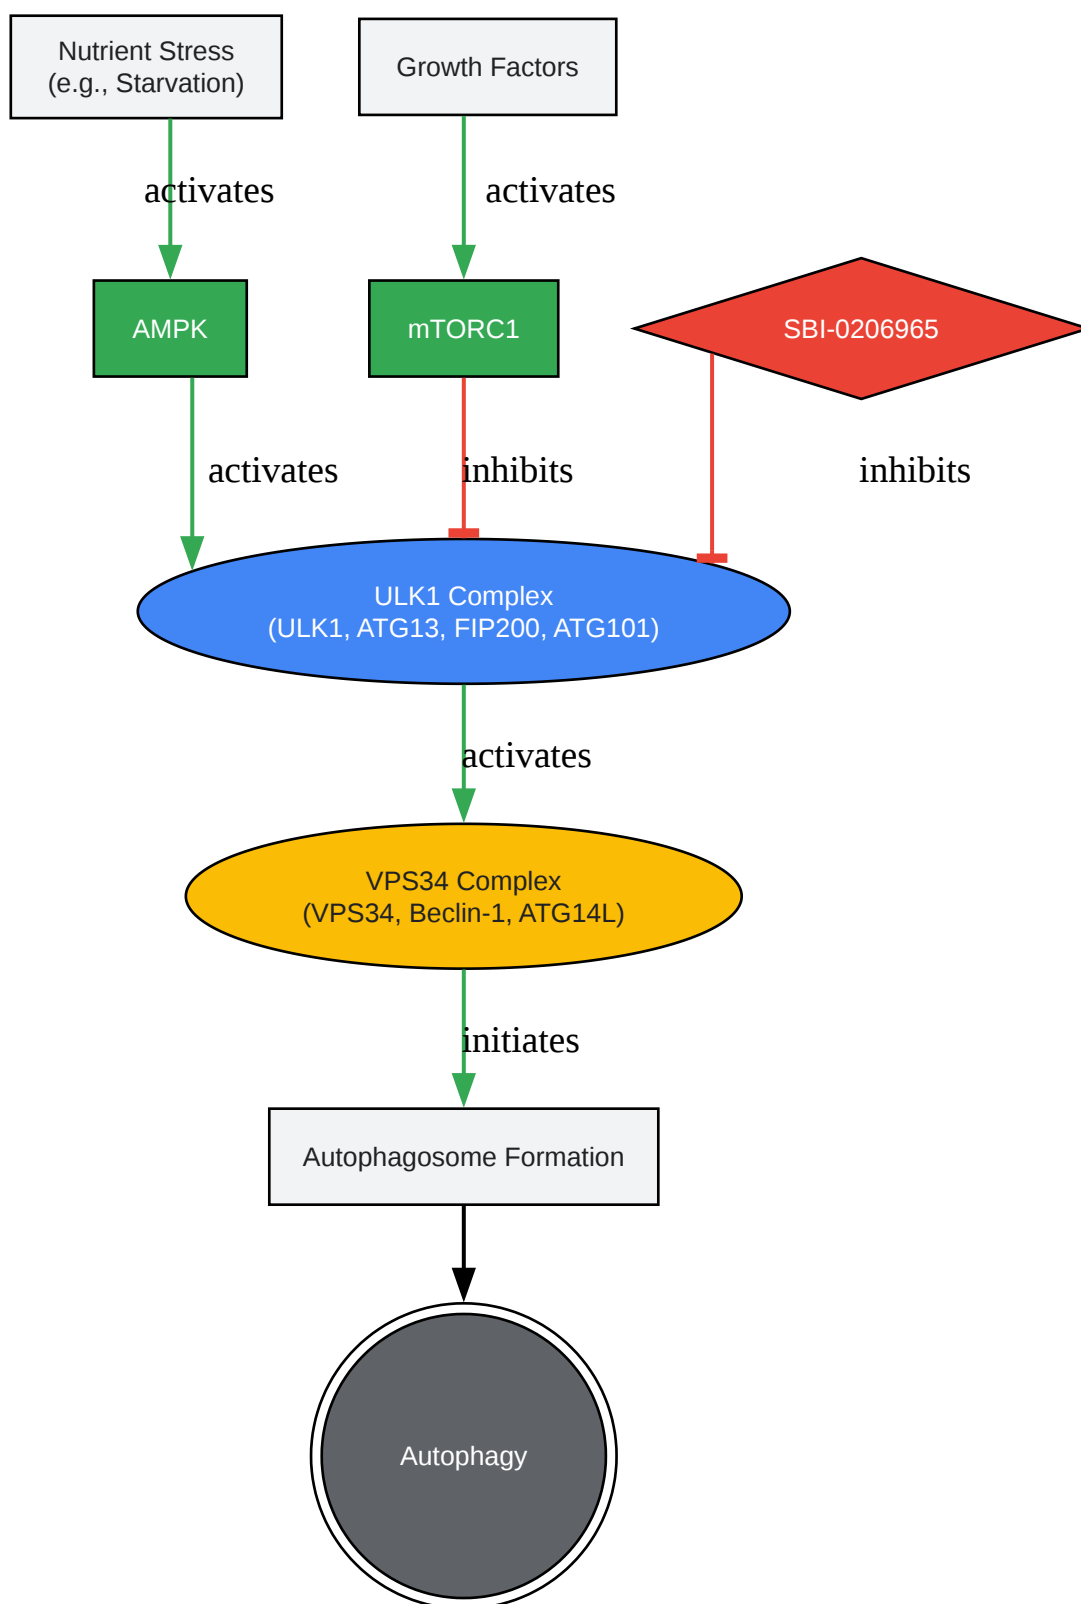 Nutrient Stress
(e.g., Starvation)
Growth Factors
activates
activates
AMPK
mTORC1
SBI-0206965
activates
inhibits
inhibits
ULK1 Complex
(ULK1, ATG13, FIP200, ATG101)
activates
VPS34 Complex
(VPS34, Beclin-1, ATG14L)
initiates
Autophagosome Formation
Autophagy